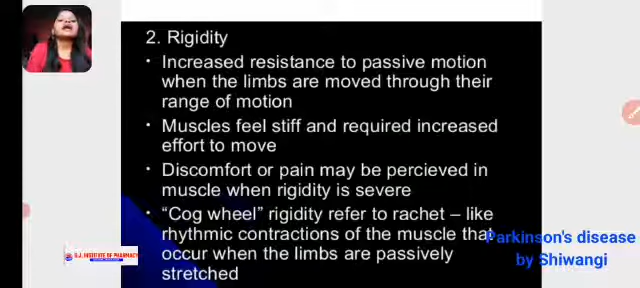 2. Rigidity
• Increased resistance to passive motion
when the limbs are moved through their
range of motion
• Muscles feel stiff and required increased
effort to move
• Discomfort or pain may be percieved in
muscle when rigidity is severe
• “Cog wheel” rigidity refer to rachet – like
rhythmic contractions of the muscle that
occur when the limbs are passively
stretched
Parkinson's disease
by Shiwangi
INSTITUTE OF PHARMACY